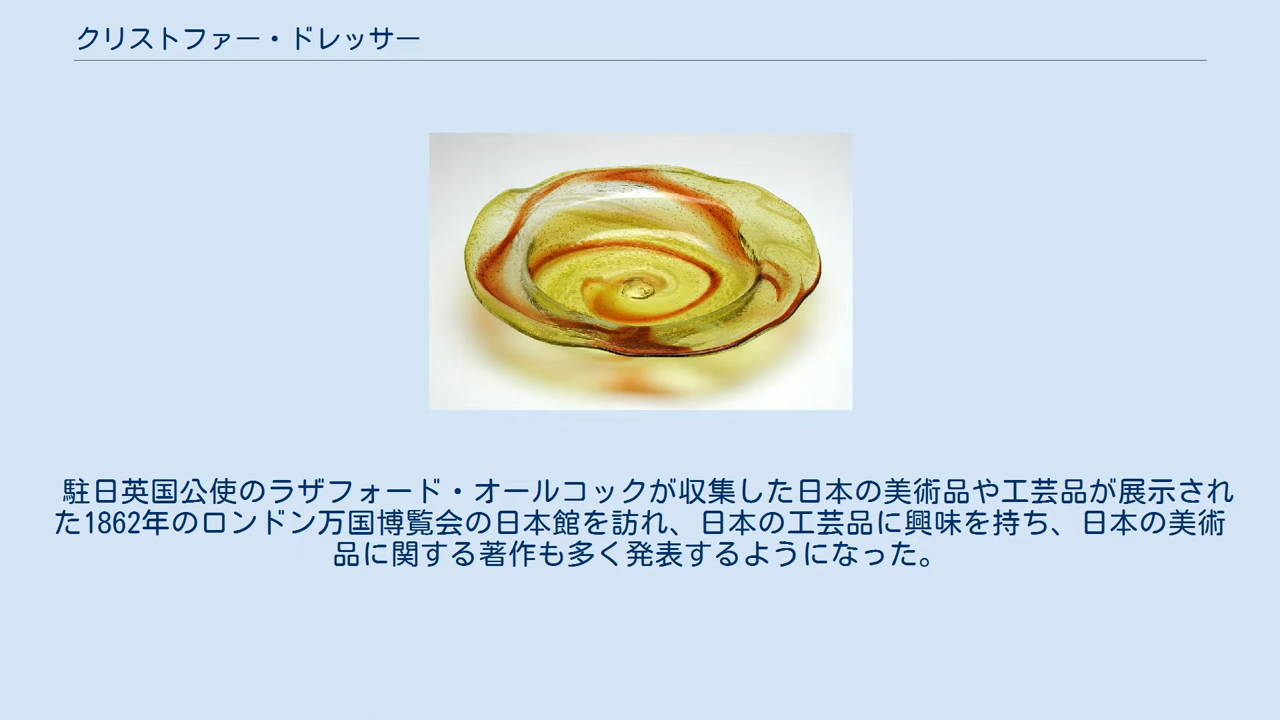 クリストファー・ドレッサー
駐日英国公使のラザフォード・オールコックが収集した日本の美術品や工芸品が展示され
た1862年のロンドン万国博覧会の日本館を訪れ、日本の工芸品に興味を持ち、日本の美術
品に関する著作も多く発表するようになった。